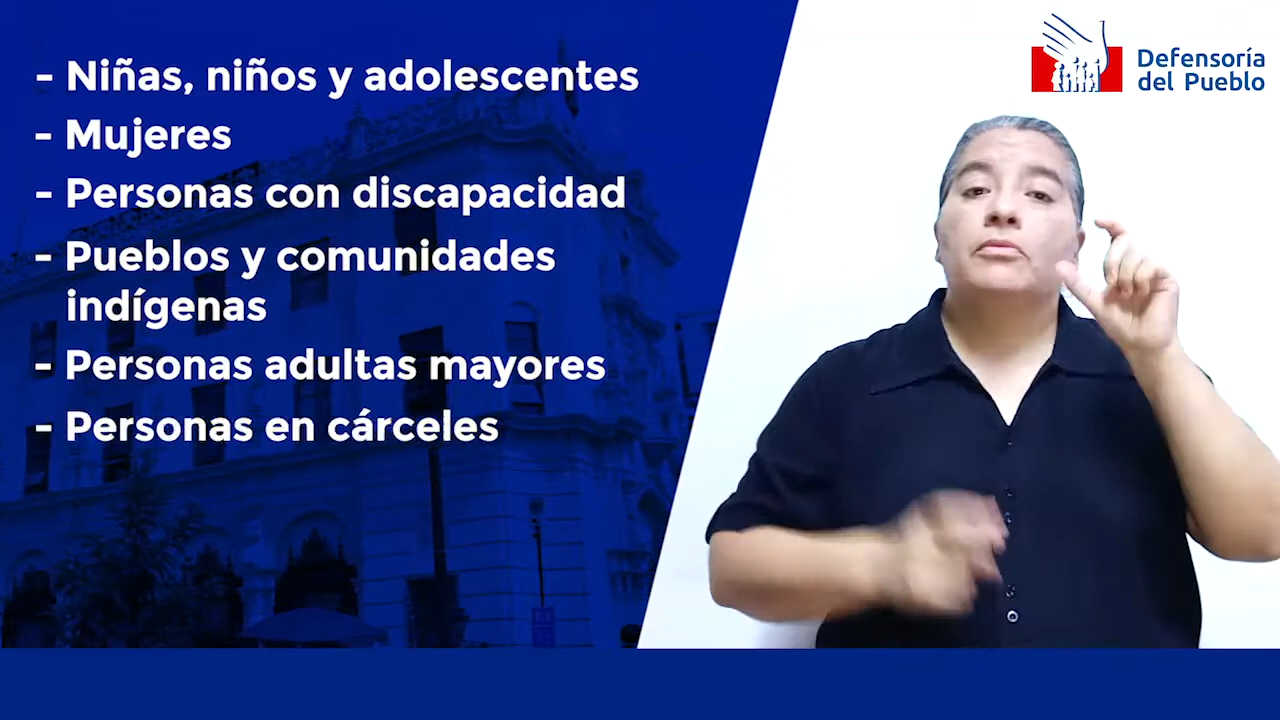 - Niñas, niños y adolescentes
- Mujeres
- Personas con discapacidad
- Pueblos y comunidades
indígenas
- Personas adultas mayores
- Personas en cárceles
Defensoría
del Pueblo